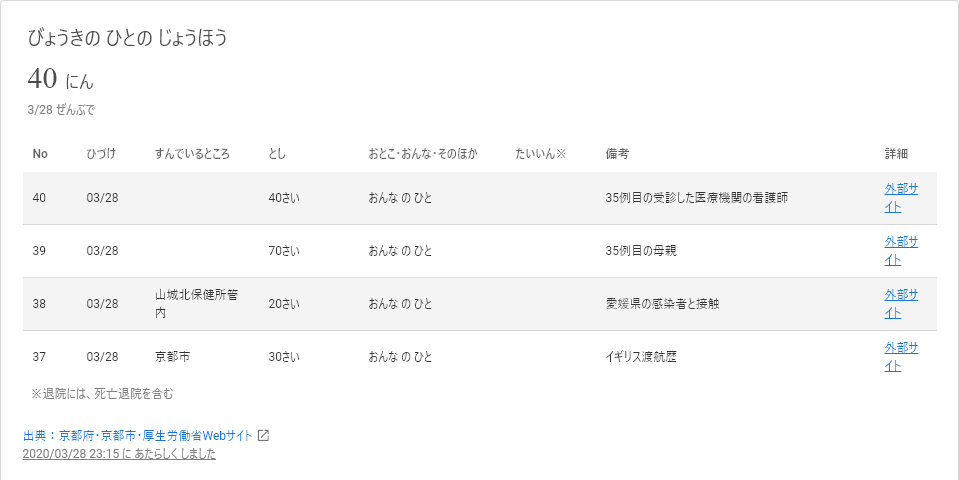 びょうきの ひとの じょうほう
40 にん
3/28 ぜんぶで
No ひづけ すんでいるところ とし おとこ・おんな・そのほか たいいん※ 備考 詳細
40 03/28 40さい おんな の ひと 35例目の受診した医療機関の看護師 外部サ
イト
39 03/28 70さい おんな の ひと 35例目の母親 外部サ
イト
38 03/28 山城北保健所管 20さい おんな の ひと 愛媛県の感染者と接触 外部サ
内 イト
37 03/28 京都市 30さい おんな の ひと イギリス渡航歴 外部サ
イト
※退院には、死亡退院を含む
出典：京都府・京都市・厚生労働省Webサイト
2020/03/28 23:15 に あたらしく しました